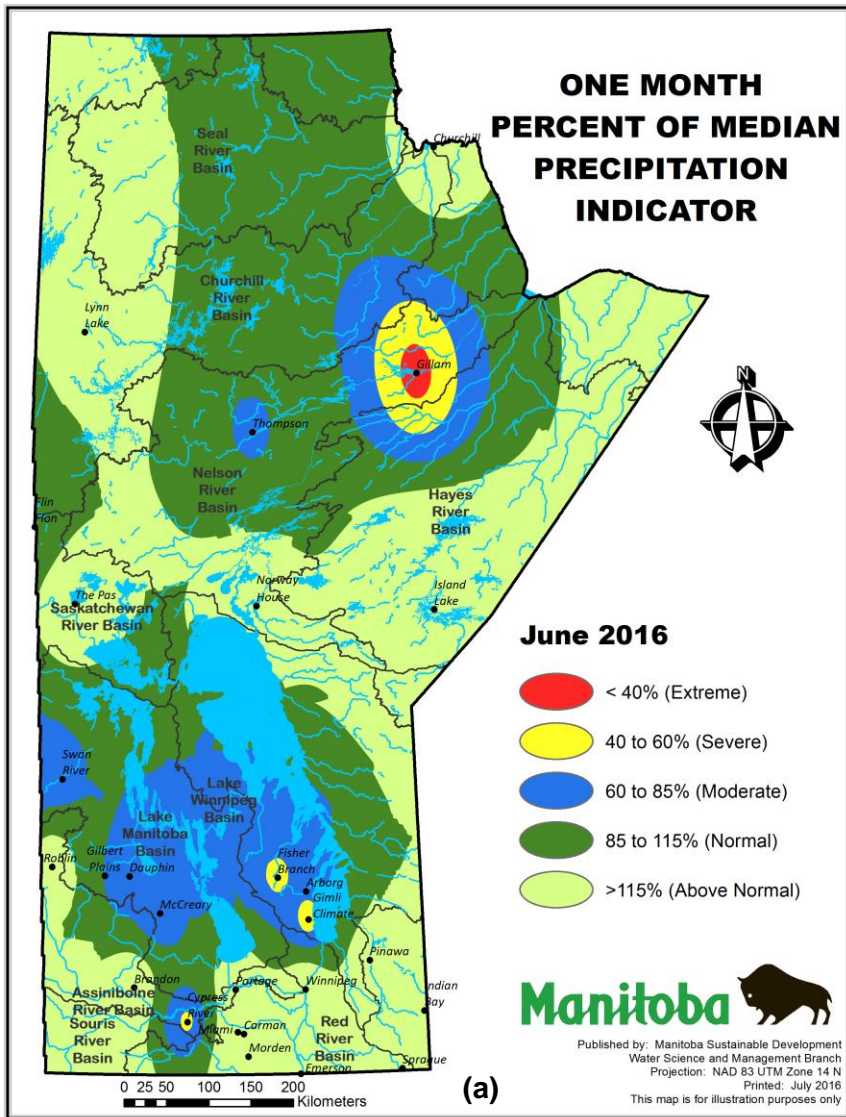 ONE MONTH
PERCENT OF MEDIAN
PRECIPITATION
INDICATOR
Churchill
Seal
River
Basin
Churchill
River
Basin
Lynn
Lake
Gillam
N
Thompson
Nelson
River
Basin
Hayes
River
Basin
Flin
Flon
The Pas
Saskatchewan
River Basin
Norway
House
Island
Lake
June 2016
< 40% (Extreme)
40 to 60% (Severe)
60 to 85% (Moderate)
85 to 115% (Normal)
>115% (Above Normal)
Swan
River
Lake
Winnipeg
Basin
Lake
Manitoba
Basin
Roblin
Gilbert
Plains
Dauphin
Fisher
Branch
Arborg
Gimli
Climate
McCreary
Pinawa
Brandon
Assiniboine
River Basin
Souris
River
Basin
Cypress
River
Portage
Winnipeg
Indian
Bay
Miami
Carman
Morden
Red
River
Basin
Emerson
Sprague
Manitoba
Published by: Manitoba Sustainable Development
Water Science and Management Branch
Projection: NAD 83 UTM Zone 14 N
Printed: July 2016
This map is for illustration purposes only
0 25 50 100 150 200
Kilometers
(a)